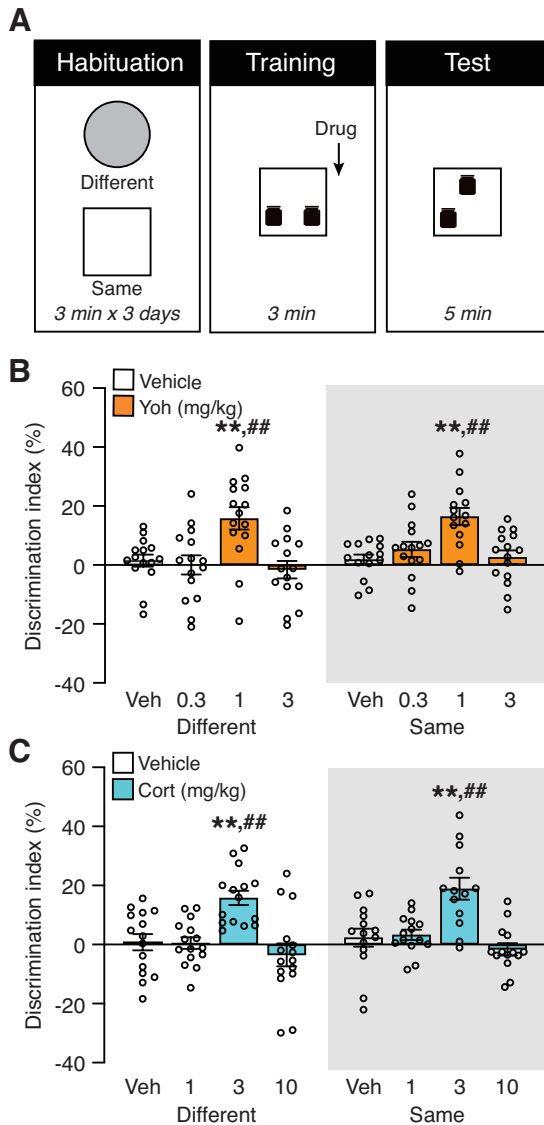 A
Habituation Training Test
Drug
Different
Same
3 min x 3 days 3 min 5 min
B
60
40
20
0
-20
-40
Discrimination index (%)
Vehicle
Yoh (mg/kg)
**,## **,##
Veh 0.3 1 3 Veh 0.3 1 3
Different Same
C
60
40
20
0
-20
-40
Discrimination index (%)
Vehicle
Cort (mg/kg)
**,## **,##
Veh 1 3 10 Veh 1 3 10
Different Same